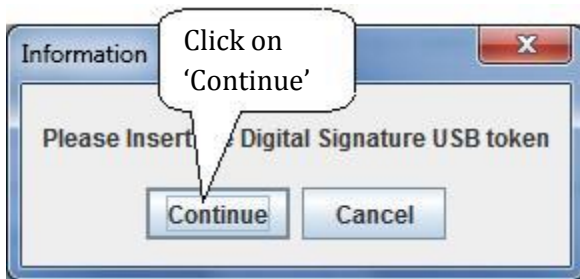 Information
Click on
‘Continue’
Please Insert Digital Signature USB token
Continue
Cancel